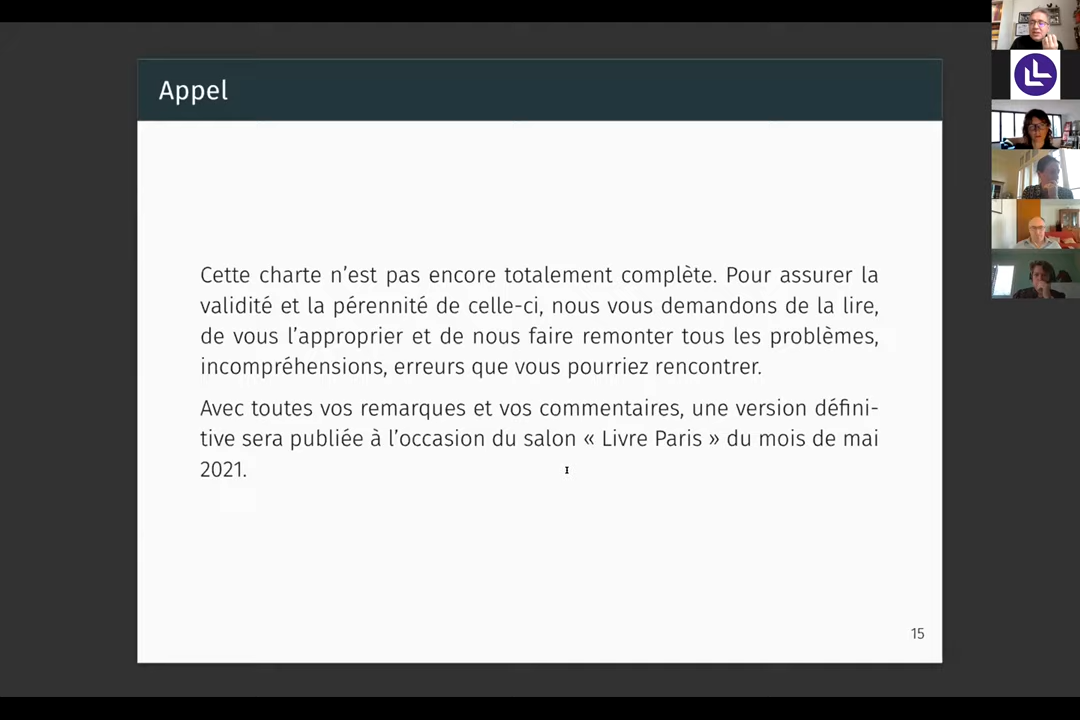 Appel
Cette charte n’est pas encore totalement complète. Pour assurer la
validité et la pérennité de celle-ci, nous vous demandons de la lire,
de vous l’approprier et de nous faire remonter tous les problèmes,
incompréhensions, erreurs que vous pourriez rencontrer.
Avec toutes vos remarques et vos commentaires, une version défini-
tive sera publiée à l’occasion du salon « Livre Paris » du mois de mai
2021.
15